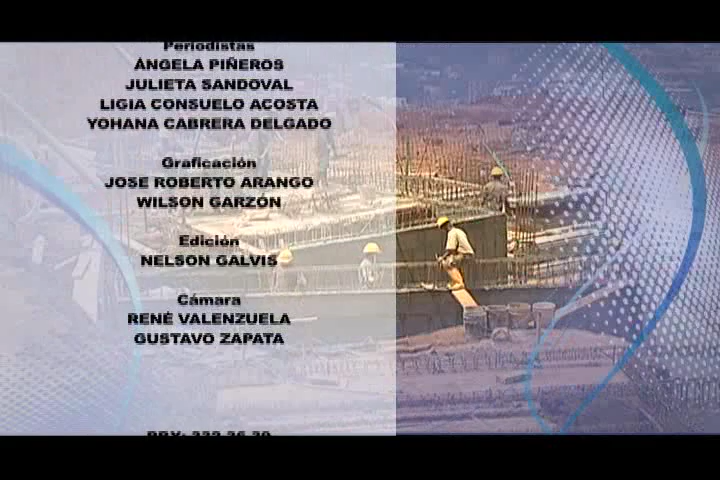 Periodistas
ÁNGELA PIÑEROS
JULIETA SANDOVAL
LIGIA CONSUELO ACOSTA
YOHANA CABRERA DELGADO
Graficación
JOSE ROBERTO ARANGO
WILSON GARZÓN
Edición
NELSON GALVIS
Cámara
RENÉ VALENZUELA
GUSTAVO ZAPATA